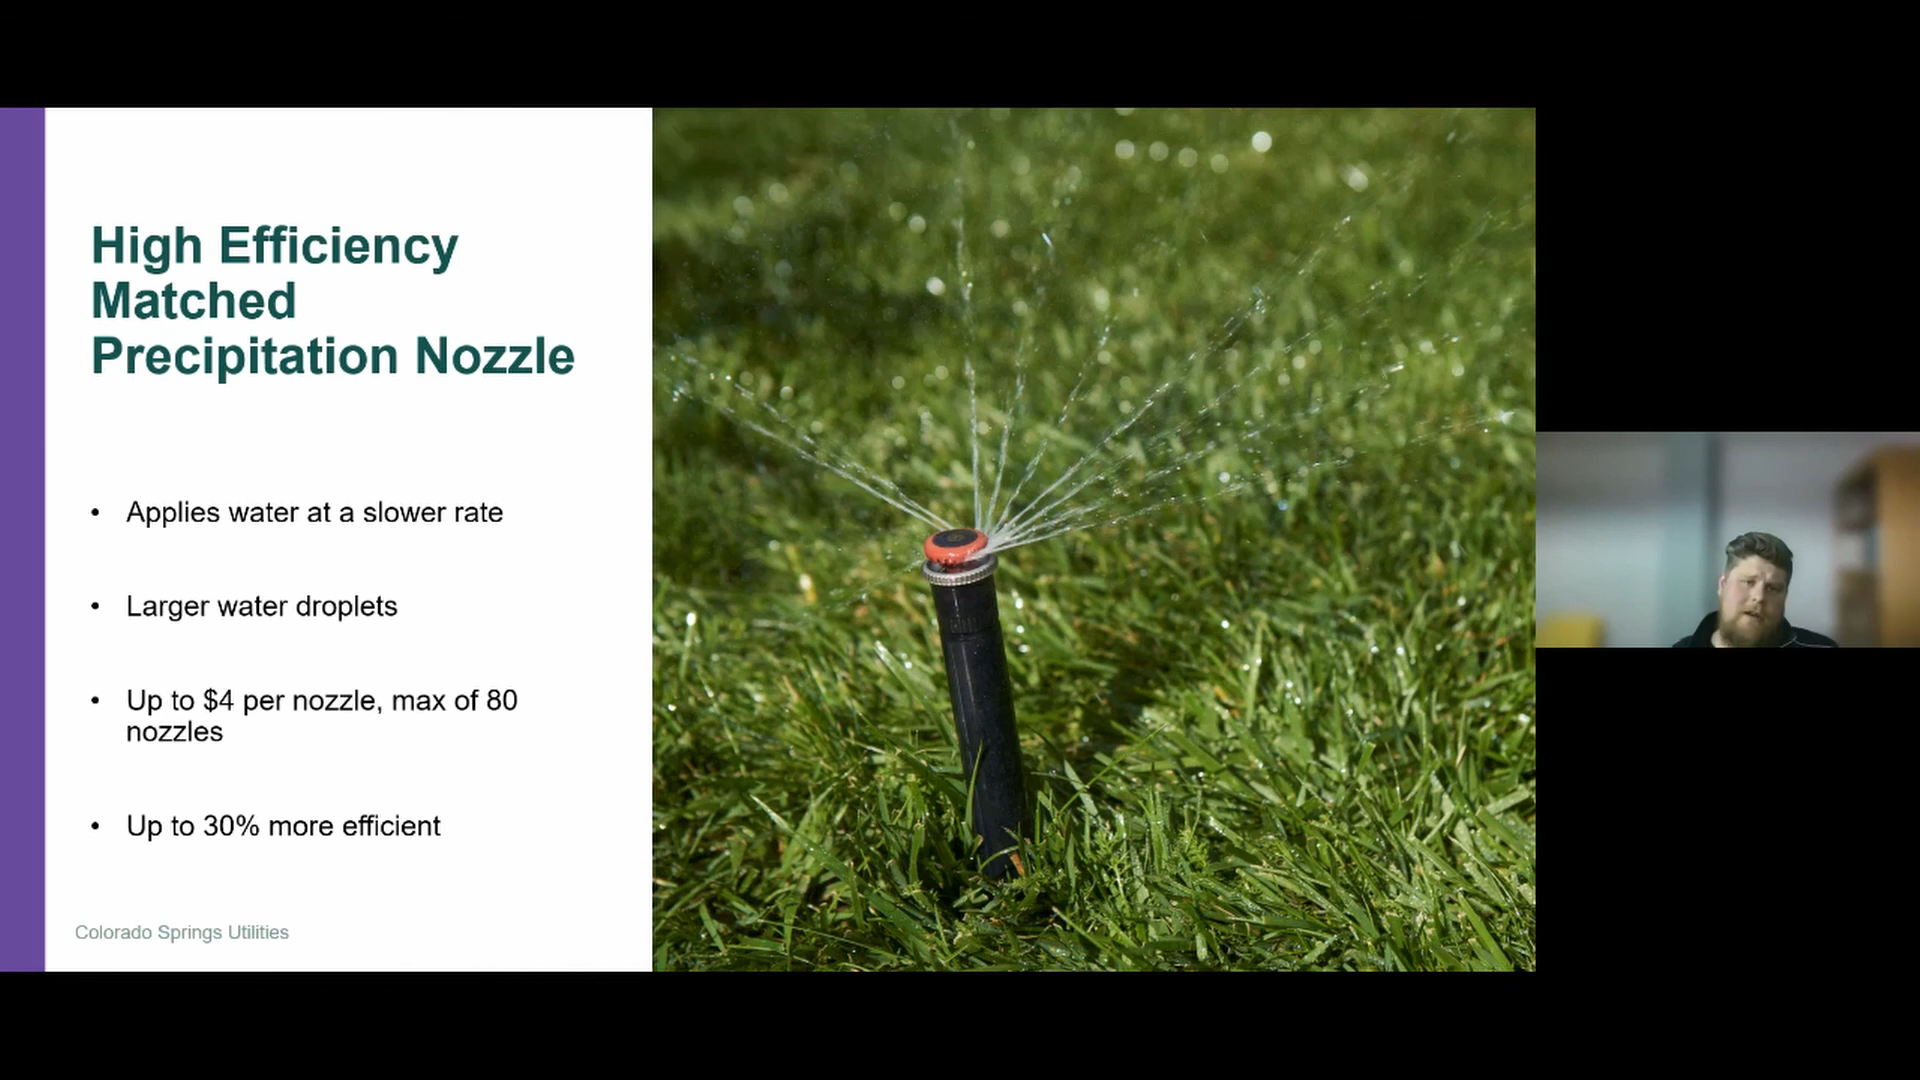 High Efficiency
Matched
Precipitation Nozzle
• Applies water at a slower rate
• Larger water droplets
• Up to $4 per nozzle, max of 80
nozzles
• Up to 30% more efficient
Colorado Springs Utilities